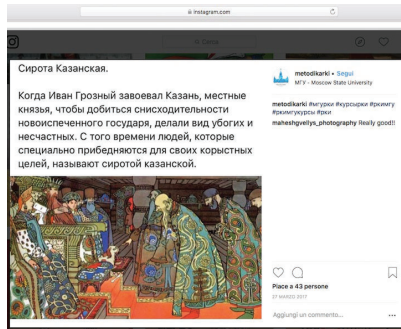 instagram.com
Сирота Казанская.
Когда Иван Грозный завоевал Казань, местные
князья, чтобы добиться снисходительности
новоиспеченного государя, делали вид убогих и
несчастных. С того времени людей, которые
специально прибедняются для своих корыстных
целей, называют сиротой казанской.
metodikarki • Segui
МГУ - Moscow State University
metodikarki #мгурки #курсырки #ркимгу
#ркимгукурсы #рки
maheshgvellys_photography Really good!!
Piace a 43 persone
27 MARZO 2017
Aggiungi un commento...